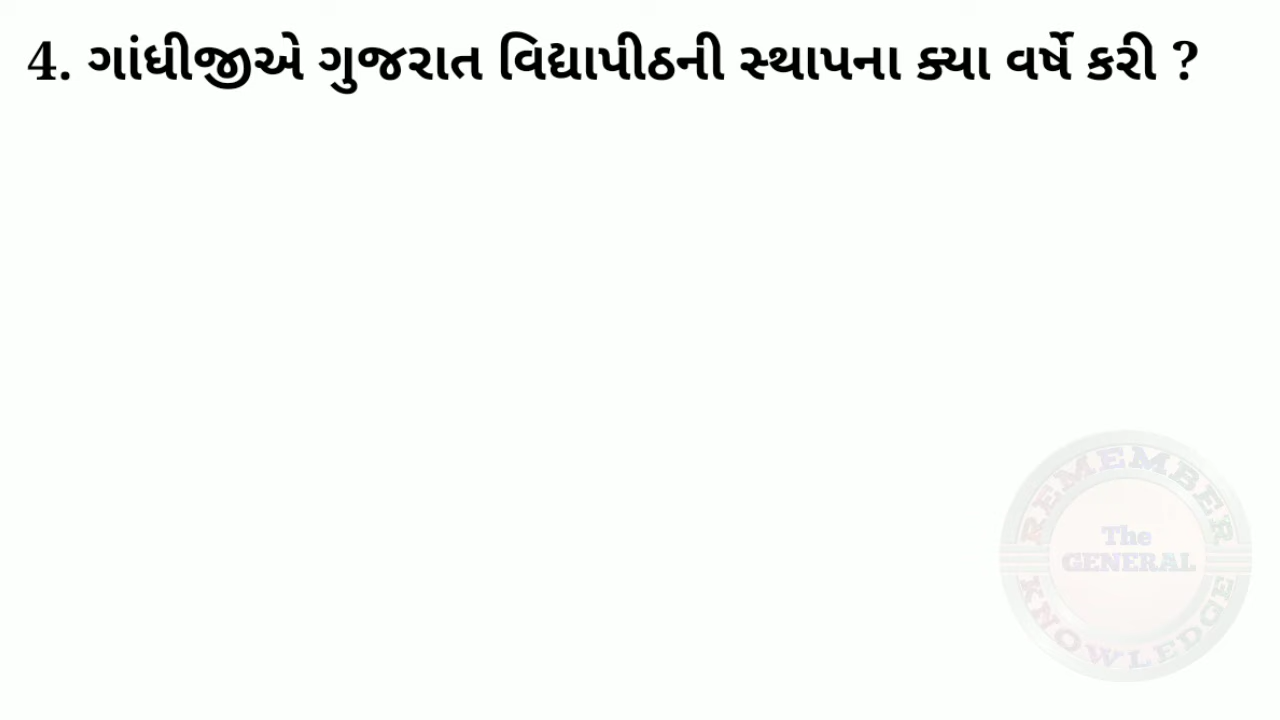 4. ગાંધીજીએ ગુજરાત વિદ્યાપીઠની સ્થાપના ક્યા વર્ષે કરી ?
REMEMBER
The
GENERAL
KNOWLEDGE